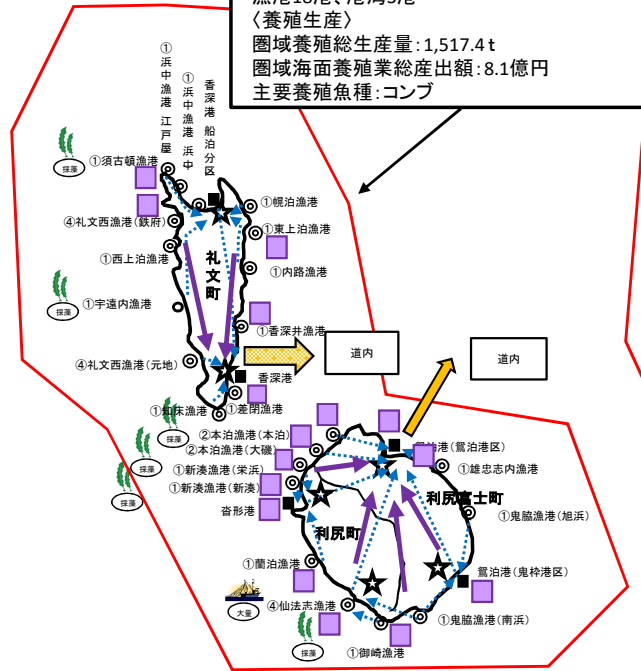 〈養殖生産〉
圏域養殖総生産量：1,517.4ｔ
圏域海面養殖業総産出額：8.1億円
主要養殖魚種：コンブ
①浜中漁港 江戸屋
①浜中漁港 浜中
香深港 船泊分区
採藻
①須古頓漁港
①幌泊漁港
④礼文西漁港（鉄府）
①東上泊漁港
①西上泊漁港
礼文町
①内路漁港
採藻
①宇遠内漁港
①香深井漁港
道内
道内
④礼文西漁港（元地）
香深港
①知床漁港
①差閉漁港
採藻
②本泊漁港（本泊）
鴛泊港（鴛泊港区）
採藻
②本泊漁港（大磯）
①新湊漁港（栄浜）
①雄忠志内漁港
採藻
①新湊漁港（新湊）
利尻富士町
沓形港
①鬼脇漁港（旭浜）
利尻町
①蘭泊漁港
鴛泊港（鬼枠港区）
④仙法志漁港
①鬼脇漁港（南浜）
採藻
①御崎漁港